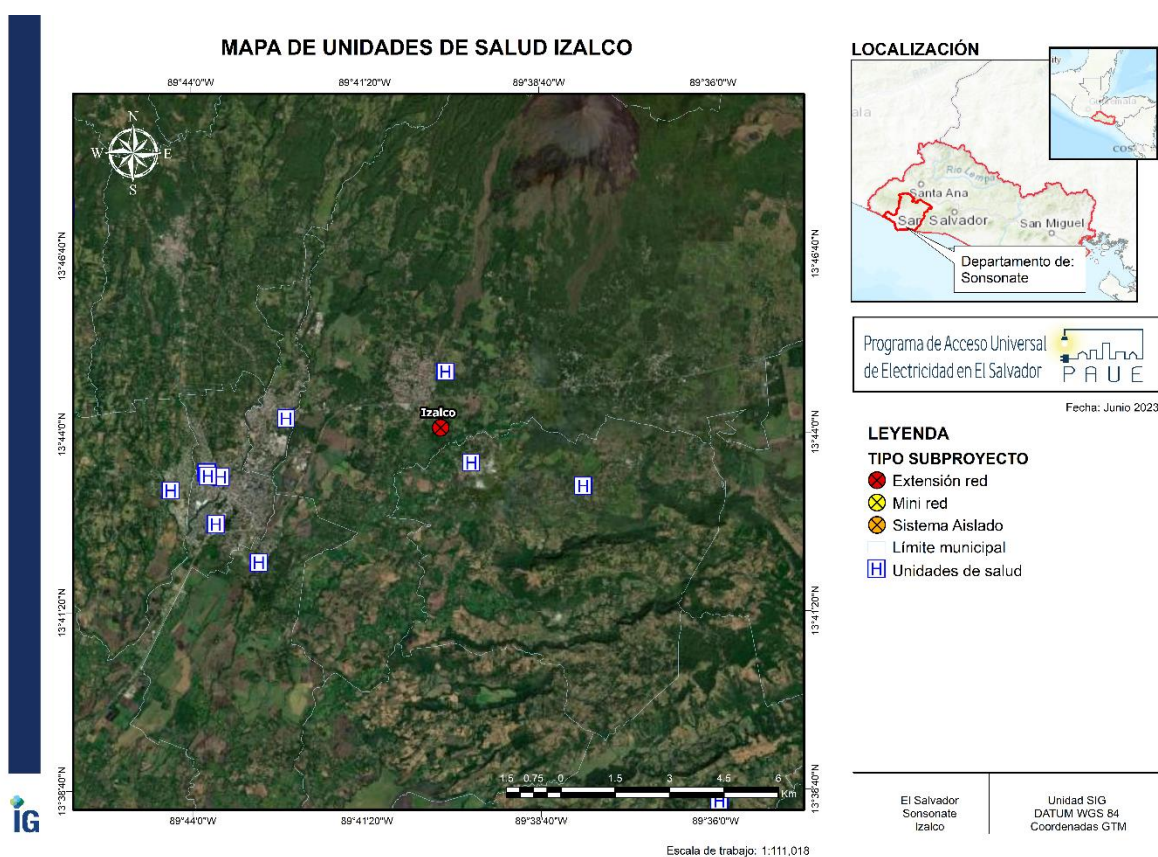 MAPA DE UNIDADES DE SALUD IZALCO
89°44'0"W
89°41'20"W
89°38'40"W
89°36'0"W
N
W
E
S
13°46'40"N
13°46'40"N
13°44'0"N
13°44'0"N
13°41'20"N
13°41'20"N
13°38'40"N
13°38'40"N
H
Izalco
H
H
H
H
H
H
H
H
H
H
1.5 0.75 0 1.5 3 4.5 6
Km
89°44'0"W
89°41'20"W
89°38'40"W
89°36'0"W
Escala de trabajo: 1:111,018
iG
LOCALIZACIÓN
Guatemala
COS
ala
Rio Lempa
Santa Ana
San Salvador
San Miguel
Departamento de:
Sonsonate
Programa de Acceso Universal
de Electricidad en El Salvador
PAUE
Fecha: Junio 2023
LEYENDA
TIPO SUBPROYECTO
Extensión red
Mini red
Sistema Aislado
Límite municipal
H Unidades de salud
El Salvador
Sonsonate
Izalco
Unidad SIG
DATUM WGS 84
Coordenadas GTM